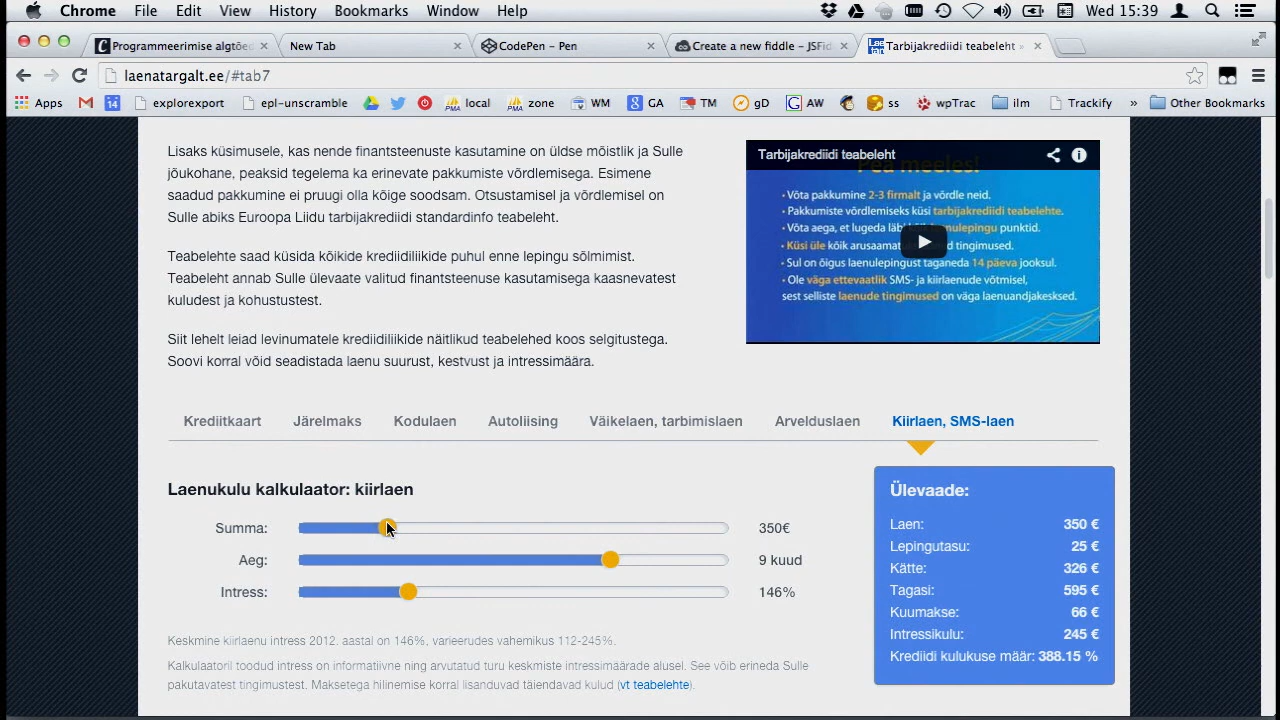 Chrome File Edit View History Bookmarks Window Help Wed 15:39
Programmeerimise algtõed New Tab CodePen - Pen Create a new fiddle - JSFid Tarbijakrediidi teabeleht »
laenatargalt.ee/#tab7
Apps 14 explorexport epl-unscramble PMA local PMA zone WM GA TM gD AW ss wpTrac ilm Trackify » Other Bookmarks
Lisaks küsimusele, kas nende finantsteenuste kasutamine on üldse mõistlik ja Sulle
jõukohane, peaksid tegelema ka erinevate pakkumiste võrdlemisega. Esimene
saadud pakkumine ei pruugi olla kõige soodsam. Otsustamisel ja võrdlemisel on
Sulle abiks Euroopa Liidu tarbijakrediidi standardinfo teabeleht.
Teabelehte saad küsida kõikide krediidiliikide puhul enne lepingu sõlmimist.
Teabeleht annab Sulle ülevaate valitud finantsteenuse kasutamisega kaasnevatest
kuludest ja kohustustest.
Siit lehelt leiad levinumatele krediidiliikide näitlikud teabelehed koos selgitustega.
Soovi korral võid seadistada laenu suurust, kestvust ja intressimäära.
Tarbijakrediidi teabeleht
Pea meeles!
• Võta pakkumine 2-3 firmalt ja võrdle neid.
• Pakkumiste võrdlemiseks küsi tarbijakrediidi teabelehte.
• Võta aega, et lugeda läbi punktid.
• Küsi üle kõik tingimused.
• Sul on õigus laenulepingust taganeda 14 päeva jooksul.
• Ole väga ettevaatlik SMS- ja kiirlaenude võtmisel,
sest selliste laenude tingimused on väga laenuandjakesksed.
Krediitkaart Järelmaks Kodulaen Autoliising Väikelaen, tarbimislaen Arvelduslaen Kiirlaen, SMS-laen
Laenukulu kalkulaator: kiirlaen
Summa: 350€
Aeg: 9 kuud
Intress: 146%
Keskmine kiirlaenu intress 2012. aastal on 146%, varieerudes vahemikus 112-245%.
Kalkulaatoril toodud intress on informatiivne ning arvutatud turu keskmiste intressimäärade alusel. See võib erineda Sulle
pakutavatest tingimustest. Maksetega hilinemise korral lisanduvad täiendavad kulud (vt teabelehte).
Ülevaade:
Laen: 350 €
Lepingutasu: 25 €
Kätte: 326 €
Tagasi: 595 €
Kuumakse: 66 €
Intressikulu: 245 €
Krediidi kulukuse määr: 388.15 %